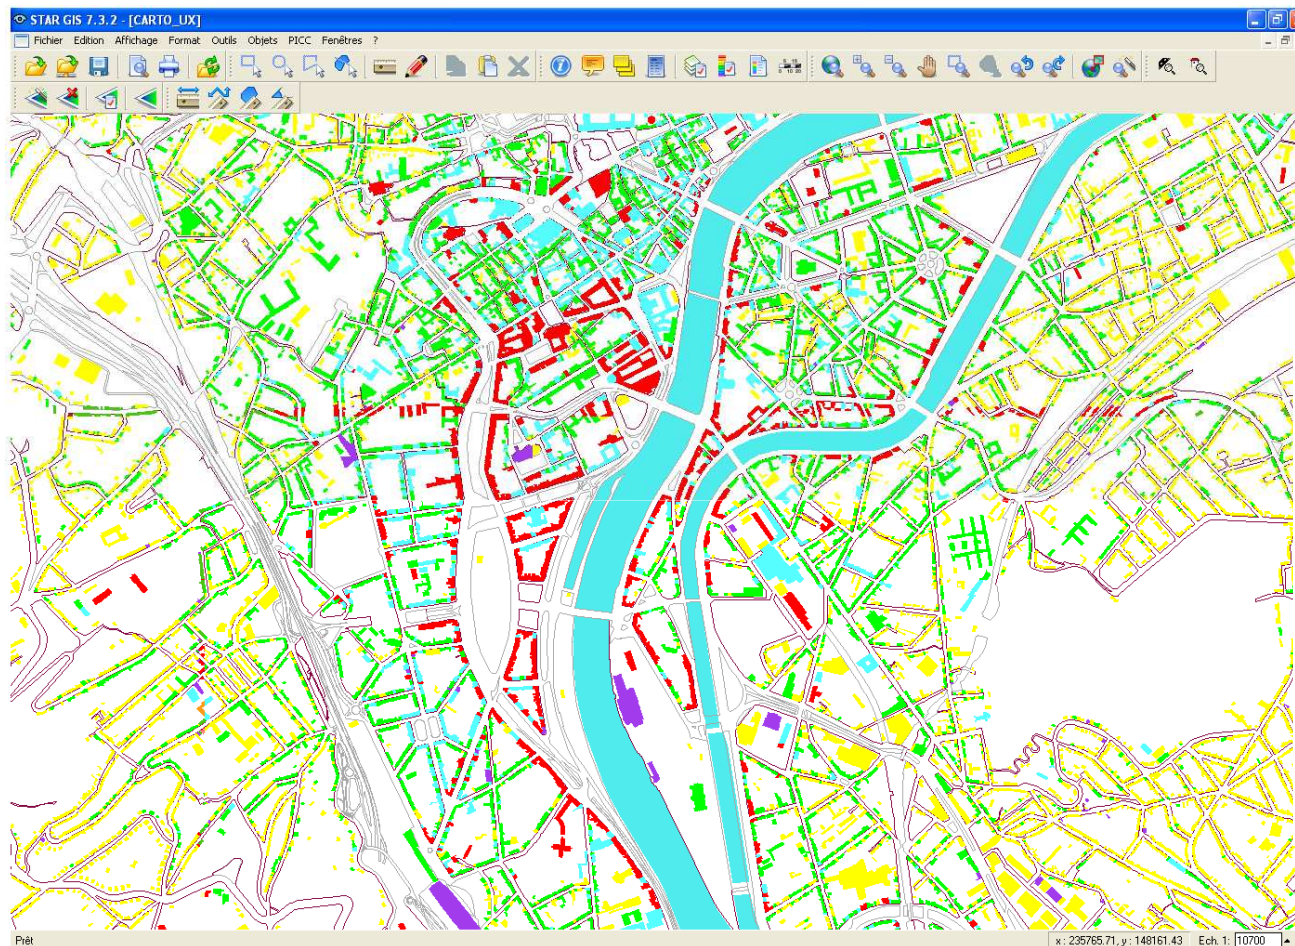 STAR GIS 7.3.2 - [CARTO_UX]
Fichier Edition Affichage Format Outils Objets PICC Fenêtres ?
Prêt
x : 235765.71, y : 148161.43 Ech. 1: 10700